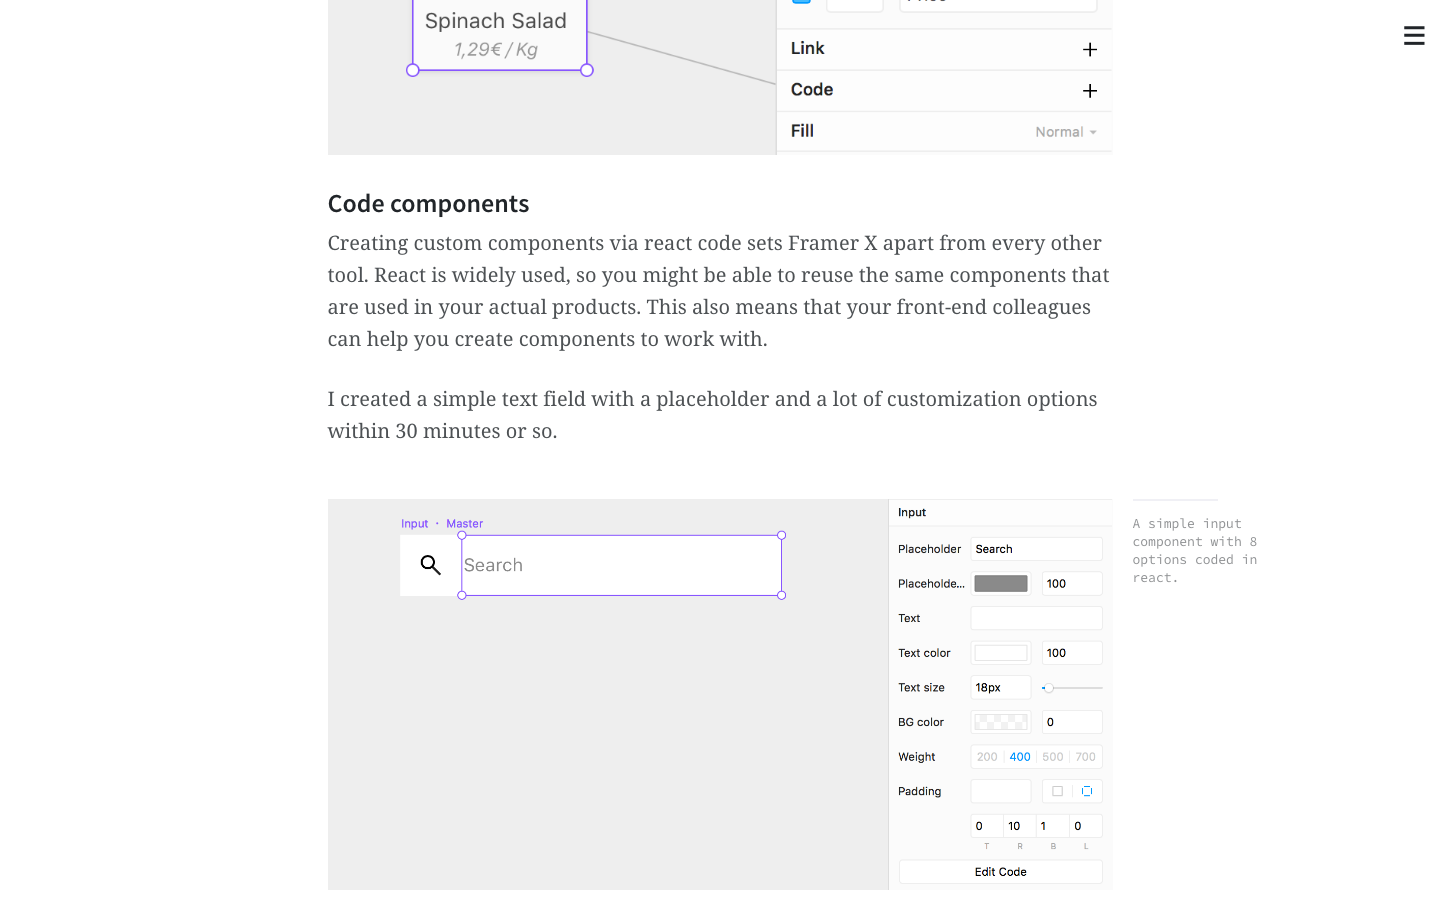 Spinach Salad
1,29€ / Kg
Link
Code
Fill
Normal
Code components
Creating custom components via react code sets Framer X apart from every other
tool. React is widely used, so you might be able to reuse the same components that
are used in your actual products. This also means that your front-end colleagues
can help you create components to work with.
I created a simple text field with a placeholder and a lot of customization options
within 30 minutes or so.
Input · Master
Search
Input
Placeholder Search
Placeholde... 100
Text
Text color 100
Text size 18px
BG color 0
Weight 200 400 500 700
Padding
0 10 1 0
T R B L
Edit Code
A simple input
component with 8
options coded in
react.